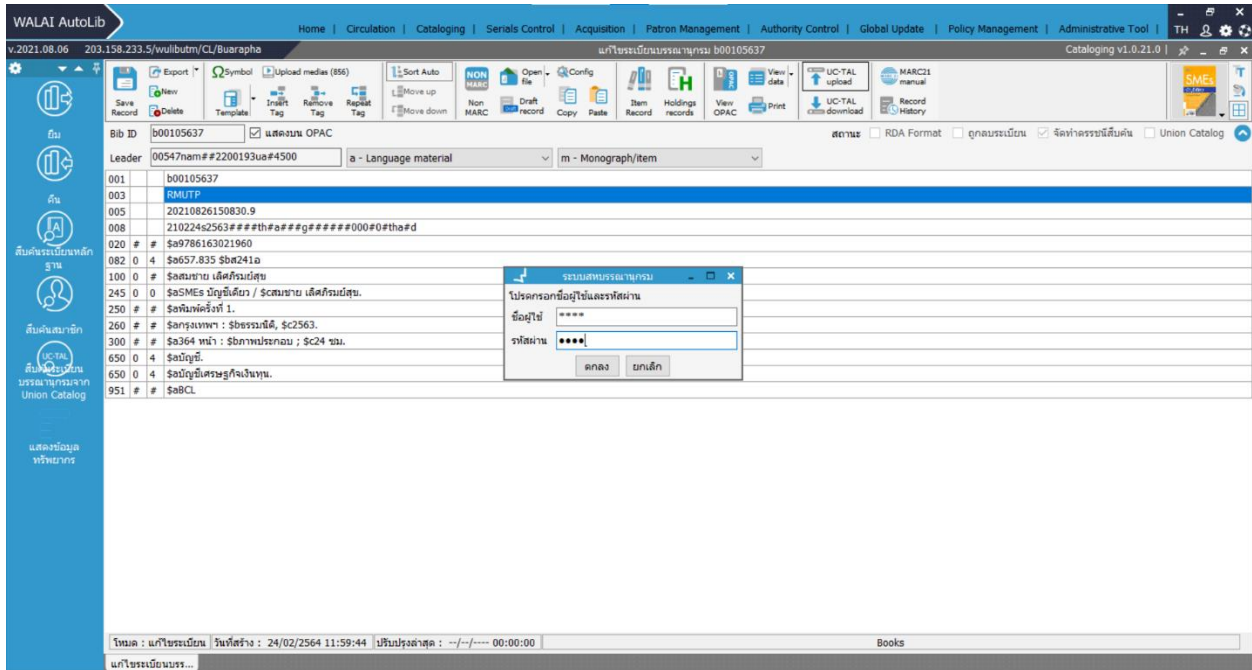 WALAI AutoLib
Home | Circulation | Cataloging | Serials Control | Acquisition | Patron Management | Authority Control | Global Update | Policy Management | Administrative Tool | TH
v.2021.08.06 203.158.233.5/wulibutm/CL/Buarapha แก้ไขระเบียนบรรณานุกรม b00105637 Cataloging v1.0.21.0 |
Save Record
Export
New
Delete
Symbol
Template
Upload medias (856)
Insert Tag
Remove Tag
Repeat Tag
Sort Auto
Move up
Move down
NON MARC
Non MARC
Open file
Draft record
Config
Copy
Paste
Item Record
Holdings records
OPAC
View OPAC
View data
Print
UC-TAL upload
UC-TAL download
MARC21 manual
Record History
SMEs
ยืม
คืน
สืบค้นระเบียนหลักฐาน
สืบค้นสมาชิก
UC-TAL
สืบค้นระเบียนบรรณานุกรมจาก Union Catalog
แสดงข้อมูลทรัพยากร
Bib ID b00105637 แสดงบน OPAC สถานะ RDA Format ถูกลบระเบียน จัดทำดรรชนีสืบค้น Union Catalog
Leader 00547nam##2200193ua#4500 a - Language material m - Monograph/item
001 b00105637
003 RMUTP
005 20210826150830.9
008 210224s2563####th#a###g######000#0#tha#d
020 # # $a9786163021960
082 0 4 $a657.835 $bส241อ
100 0 # $aสมชาย เลิศภิรมย์สุข
245 0 0 $aSMEs บัญชีเดียว / $cสมชาย เลิศภิรมย์สุข.
250 # # $aพิมพ์ครั้งที่ 1.
260 # # $aกรุงเทพฯ : $bธรรมนิติ, $c2563.
300 # # $a364 หน้า : $bภาพประกอบ ; $c24 ซม.
650 0 4 $aบัญชี.
650 0 4 $aบัญชีเศรษฐกิจเงินทุน.
951 # # $aBCL
ระบบสหบรรณานุกรม
โปรดกรอกชื่อผู้ใช้และรหัสผ่าน
ชื่อผู้ใช้ ****
รหัสผ่าน ●●●●
ตกลง ยกเลิก
โหมด : แก้ไขระเบียน วันที่สร้าง : 24/02/2564 11:59:44 ปรับปรุงล่าสุด : --/--/---- 00:00:00 Books
แก้ไขระเบียนบรร...